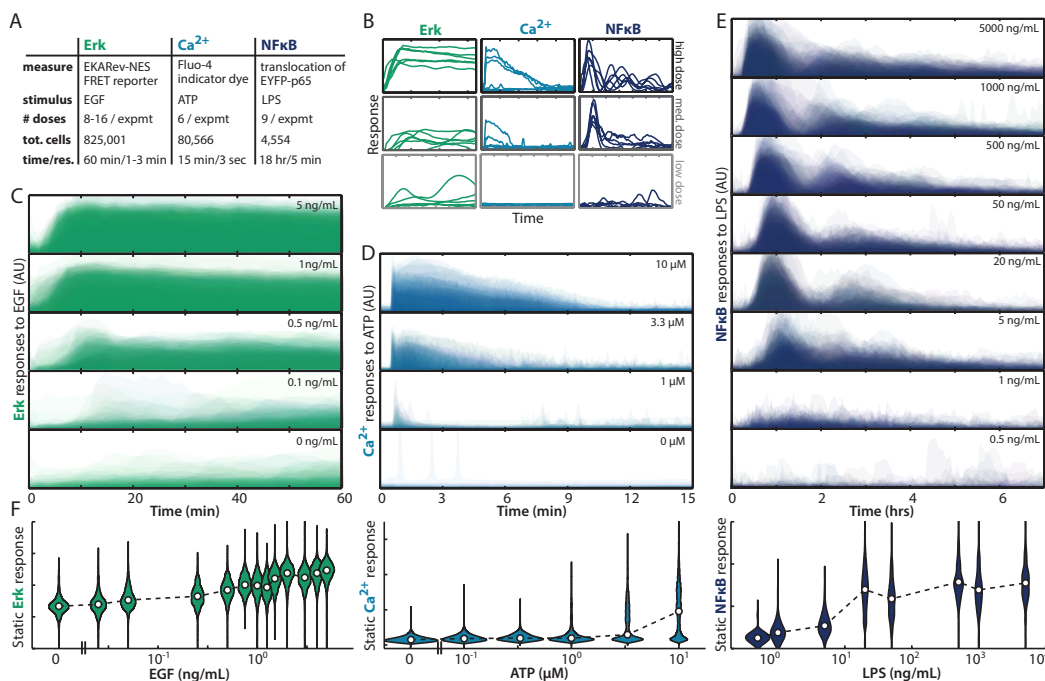 A
Erk Ca2+ NFκB
measure EKARev-NES FRET reporter Fluo-4 indicator dye translocation of EYFP-p65
stimulus EGF ATP LPS
# doses 8-16 / expmt 6 / expmt 9 / expmt
tot. cells 825,001 80,566 4,554
time/res. 60 min/1-3 min 15 min/3 sec 18 hr/5 min
B
Erk Ca2+ NFκB
Response
high dose
med. dose
low dose
Time
C
Erk responses to EGF (AU)
5 ng/mL
1 ng/mL
0.5 ng/mL
0.1 ng/mL
0 ng/mL
0 20 40 60
Time (min)
D
Ca2+ responses to ATP (AU)
10 µM
3.3 µM
1 µM
0 µM
0 3 6 9 12 15
Time (min)
E
NFκB responses to LPS (AU)
5000 ng/mL
1000 ng/mL
500 ng/mL
50 ng/mL
20 ng/mL
5 ng/mL
1 ng/mL
0.5 ng/mL
0 2 4 6
Time (hrs)
F
Static Erk response
0 10-1 100
EGF (ng/mL)
Static Ca2+ response
0 10-1 100 101
ATP (µM)
Static NFκB response
100 101 102 103 104
LPS (ng/mL)